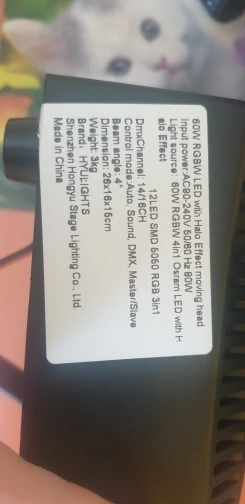 60W RGBW LED with Halo Effect moving head
Input power:AC90-240V 50/60 Hz 80W
Light source: 60W RGBW 4in1 Osram LED with H
alo Effect
12LED SMD 5050 RGB 3in1
DmxChannel: 14/16CH
Control mode:Auto, Sound, DMX, Master/Slave
Beam angle: 4°
Dimension: 26x16x15cm
Weight: 3kg
Brand: HYULIGHTS
Shenzhen Hongyu Stage Lighting Co., Ltd.
Made in China